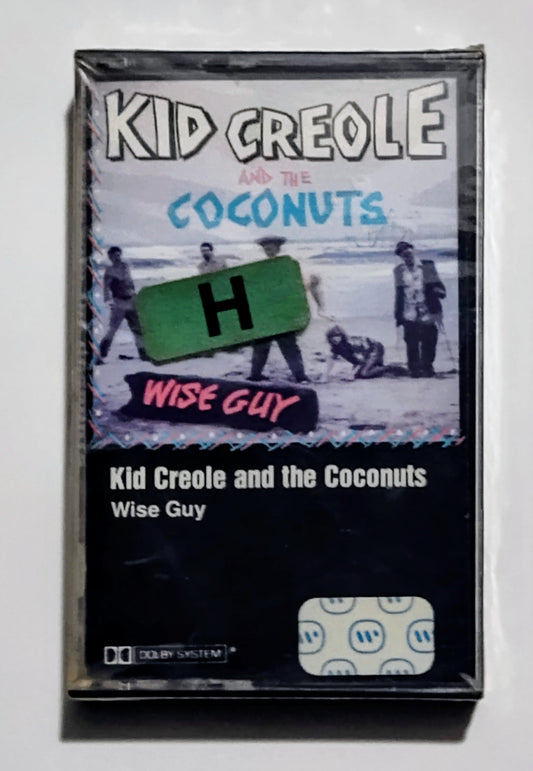 KID CREOLE
AND THE
COCONUTS
H
WISE GUY
Kid Creole and the Coconuts
Wise Guy
DOLBY SYSTEM